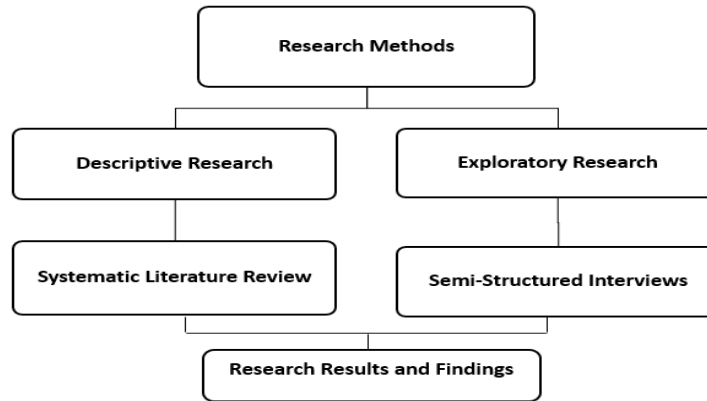 Research Methods
Descriptive Research
Exploratory Research
Systematic Literature Review
Semi-Structured Interviews
Research Results and Findings